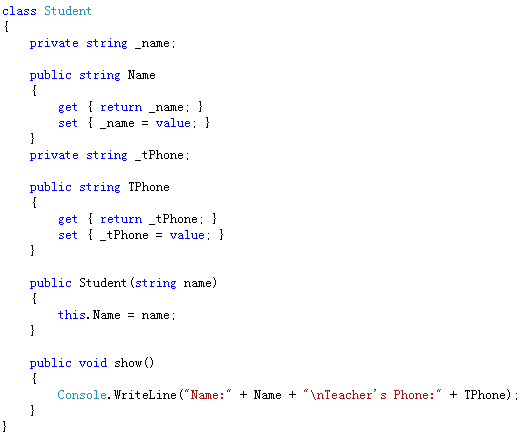 class Student
{
    private string _name;

    public string Name
    {
        get { return _name; }
        set { _name = value; }
    }
    private string _tPhone;

    public string TPhone
    {
        get { return _tPhone; }
        set { _tPhone = value; }
    }

    public Student(string name)
    {
        this.Name = name;
    }

    public void show()
    {
        Console.WriteLine("Name:" + Name + "\nTeacher's Phone:" + TPhone);
    }
}